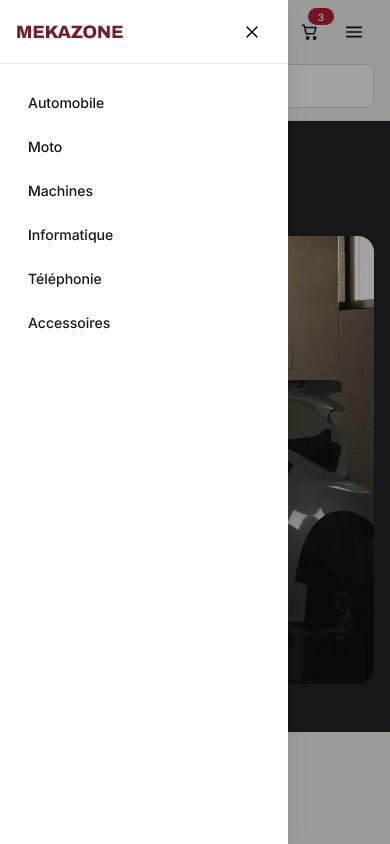 MEKAZONE
3
Automobile
Moto
Machines
Informatique
Téléphonie
Accessoires